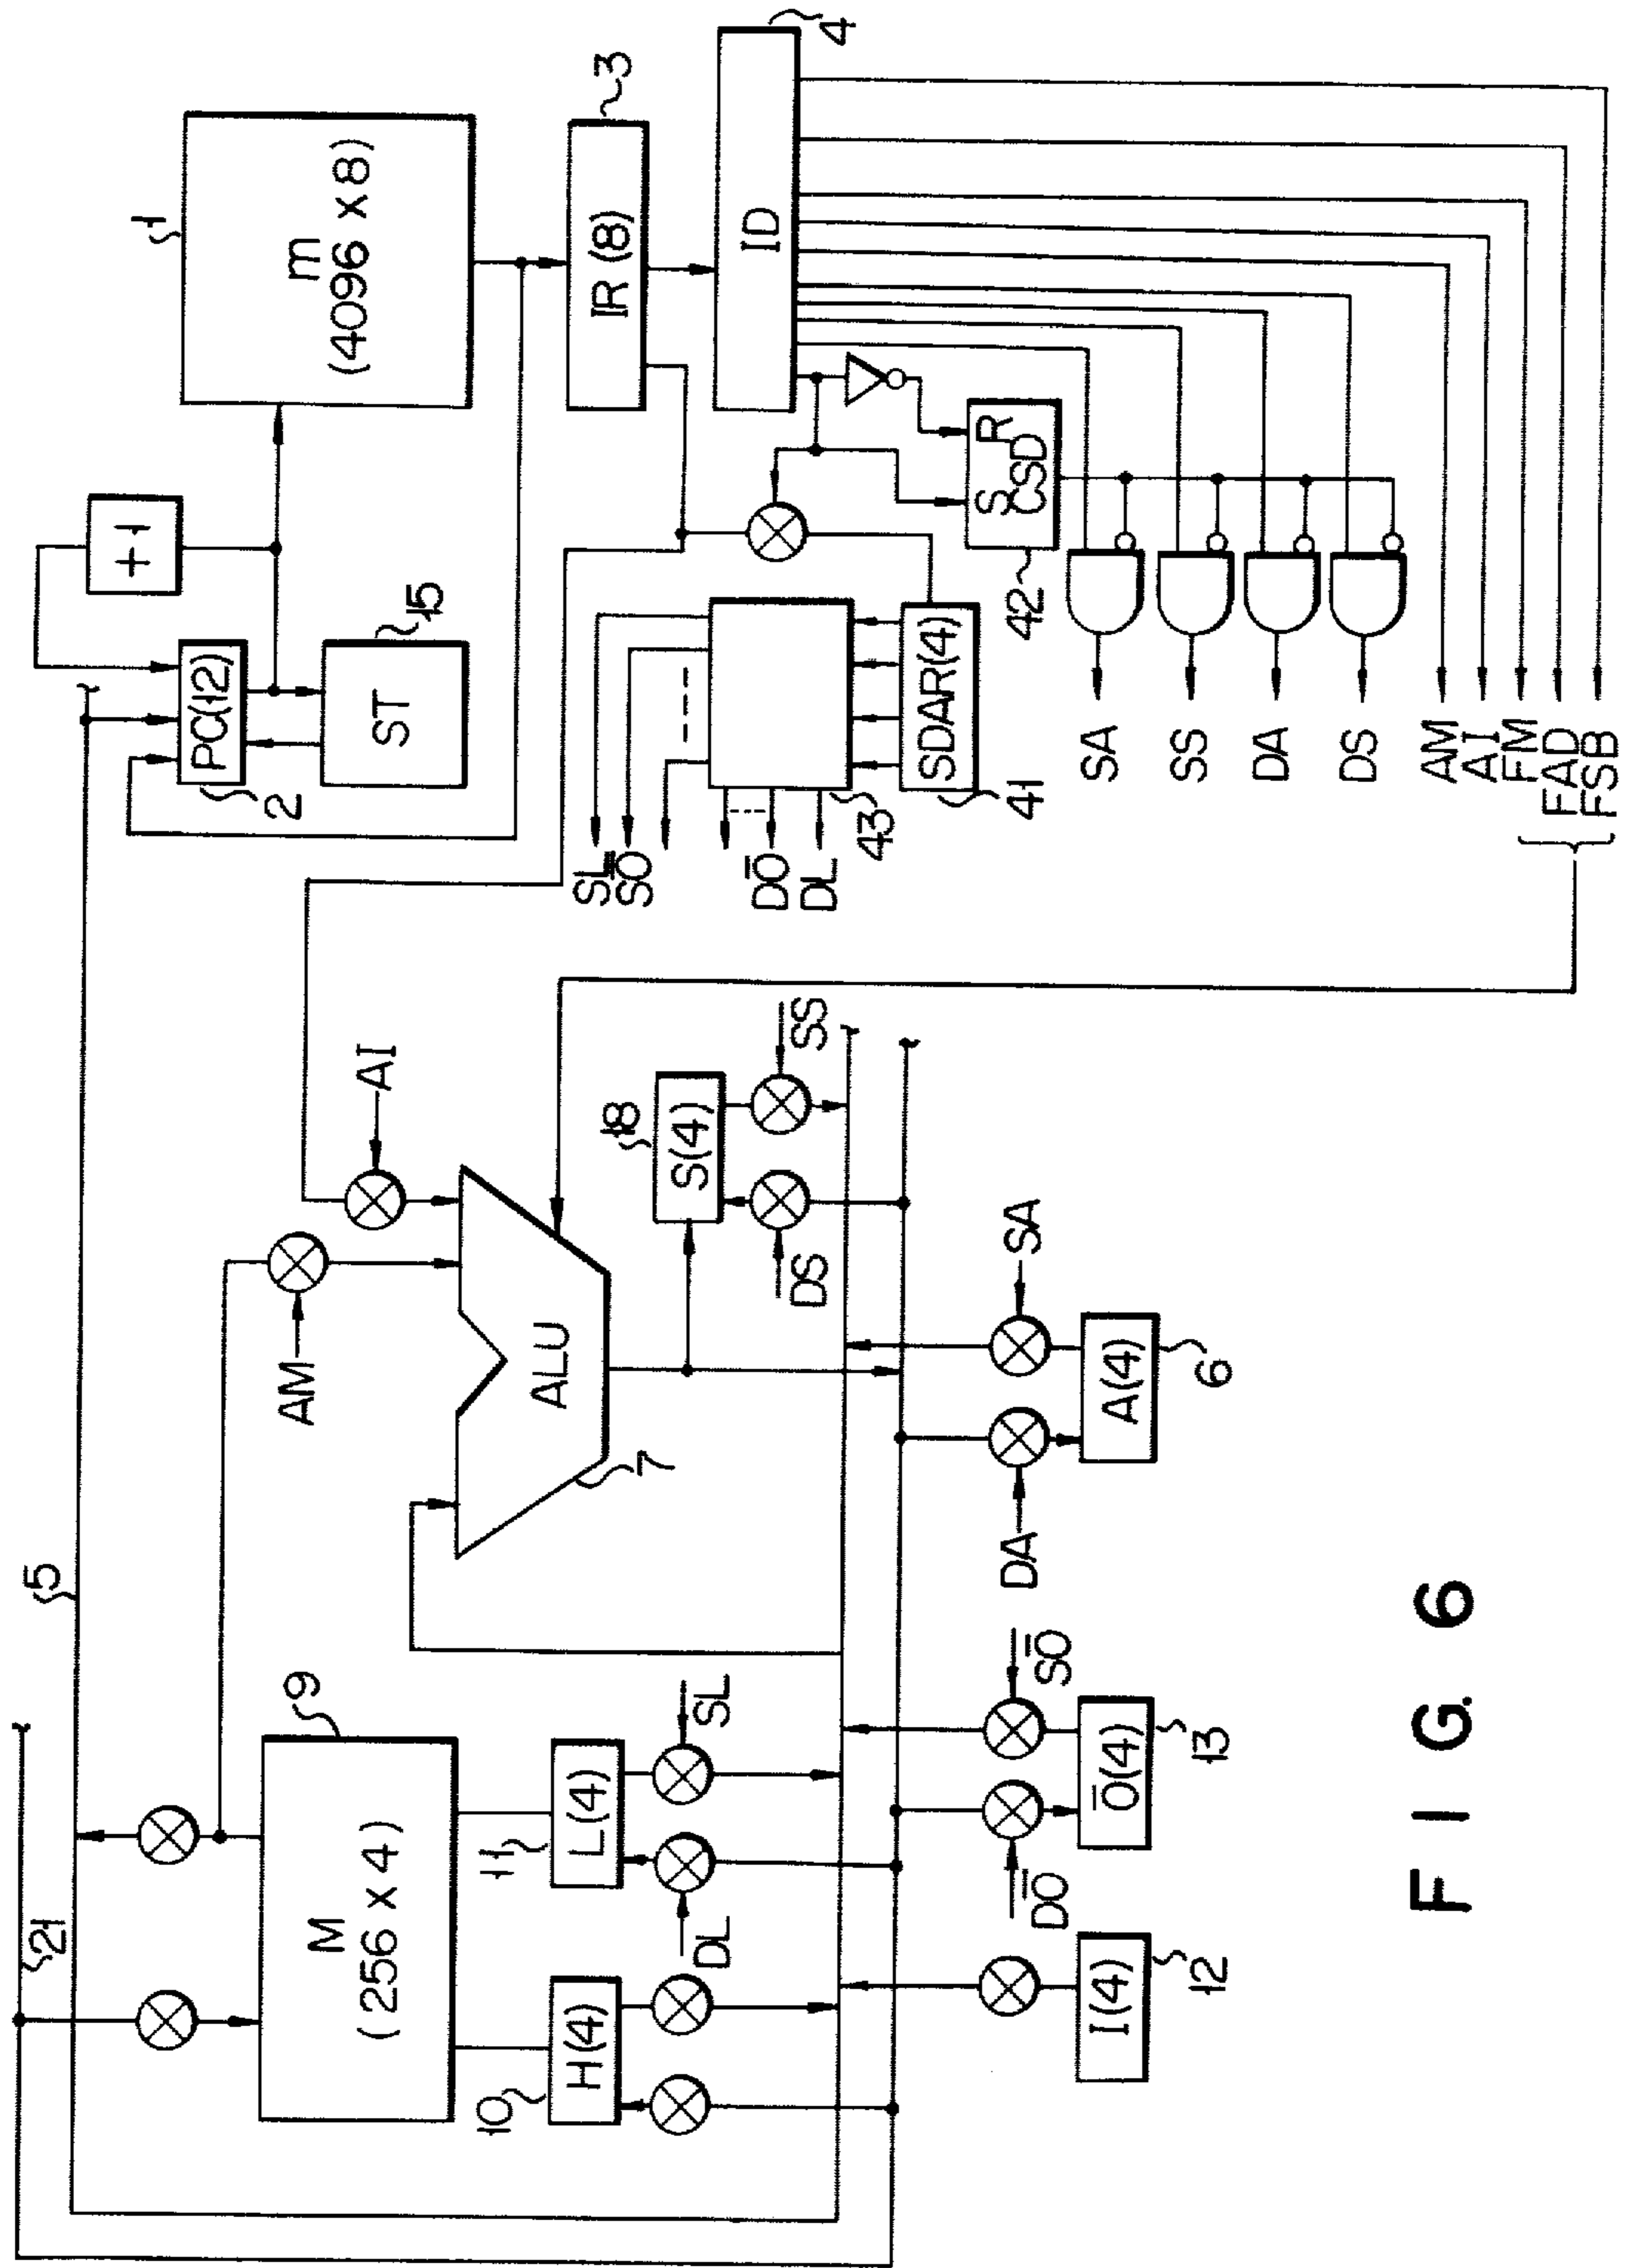 1
m
(4096 x 8)
+1
15
PC(12)
2
ST
3
IR (8)
4
ID
S R
CSD
42
SDAR(4)
41
43
SL
S̅O̅
D̅O̅
DL
SA
SS
DA
DS
AM
AI
FM
FAD
FSB
5
21
9
M
(256 x 4)
AM
AI
ALU
7
18
S(4)
SS
DS
10
H(4)
11
L(4)
SL
DL
SA
DA
A(4)
6
SO̅
DO̅
O̅(4)
13
I(4)
12
FIG. 6